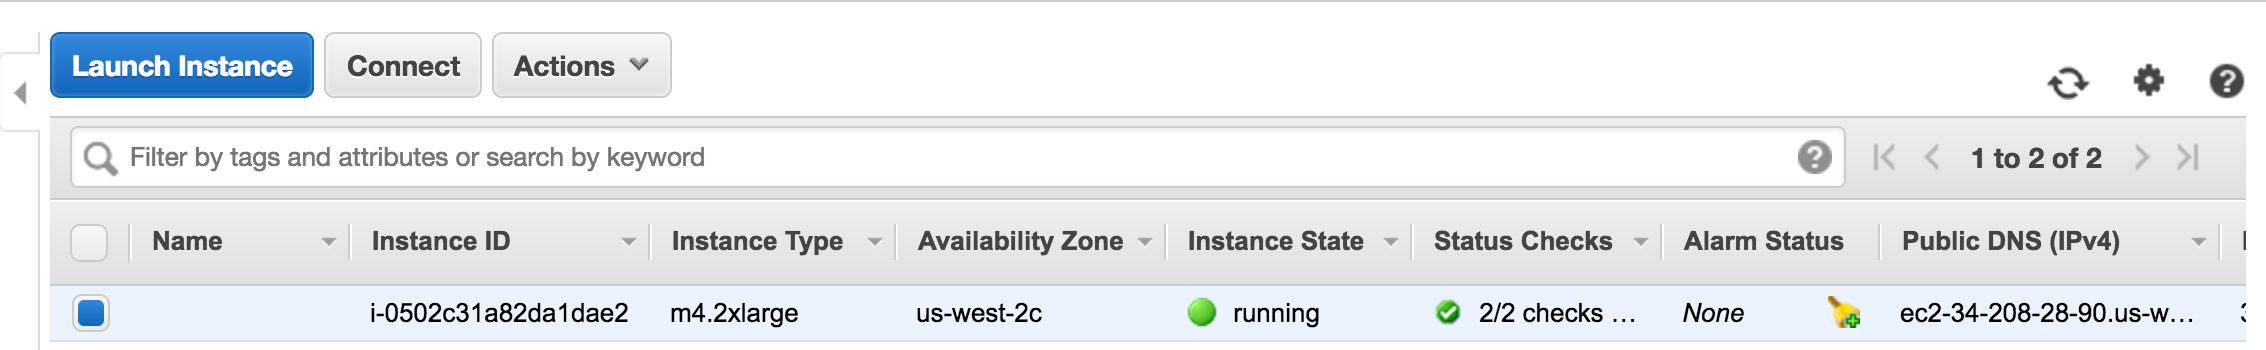 Launch Instance Connect Actions
Filter by tags and attributes or search by keyword 1 to 2 of 2
Name Instance ID Instance Type Availability Zone Instance State Status Checks Alarm Status Public DNS (IPv4)
i-0502c31a82da1dae2 m4.2xlarge us-west-2c running 2/2 checks … None ec2-34-208-28-90.us-w…